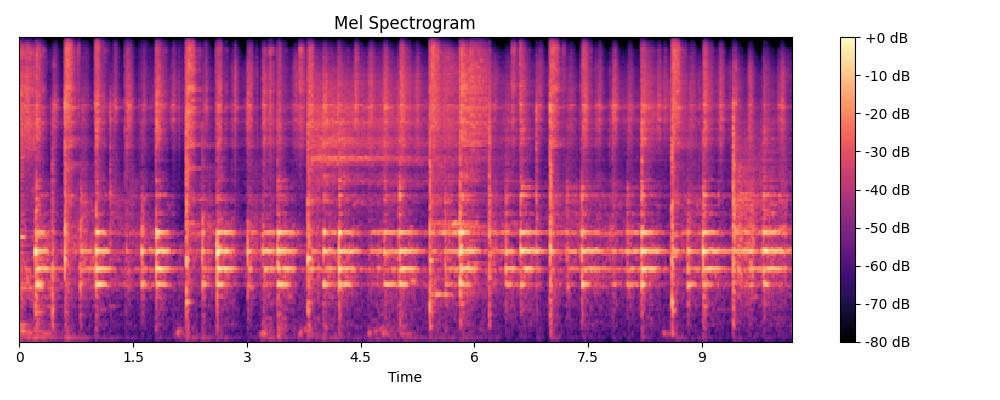 Mel Spectrogram
+0 dB
-10 dB
-20 dB
-30 dB
-40 dB
-50 dB
-60 dB
-70 dB
-80 dB
0 1.5 3 4.5 6 7.5 9
Time